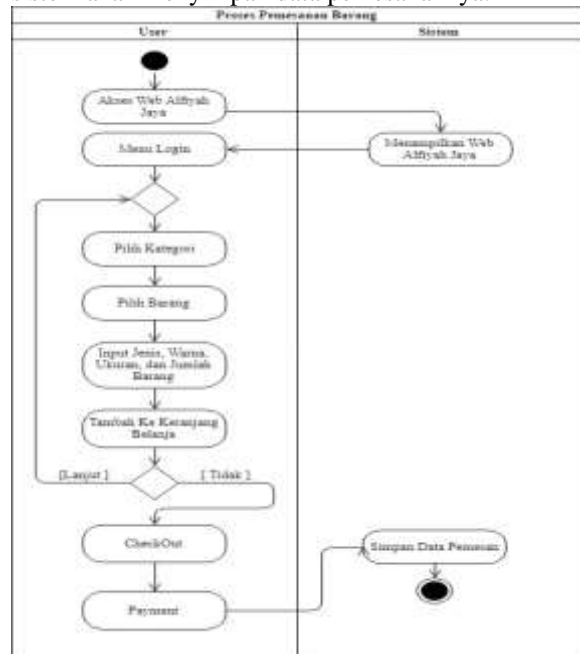 Proses Pemesanan Barang
User
Sistem
Akses Web Alfiyah
Jaya
Menampilkan Web
Alfiyah Jaya
Menu Login
Pilih Kategori
Pilih Barang
Input Jenis, Warna,
Ukuran, dan Jumlah
Barang
Tambah Ke Keranjang
Belanja
[Lanjut ]
[ Tidak ]
CheckOut
Simpan Data Pemesan
Payment